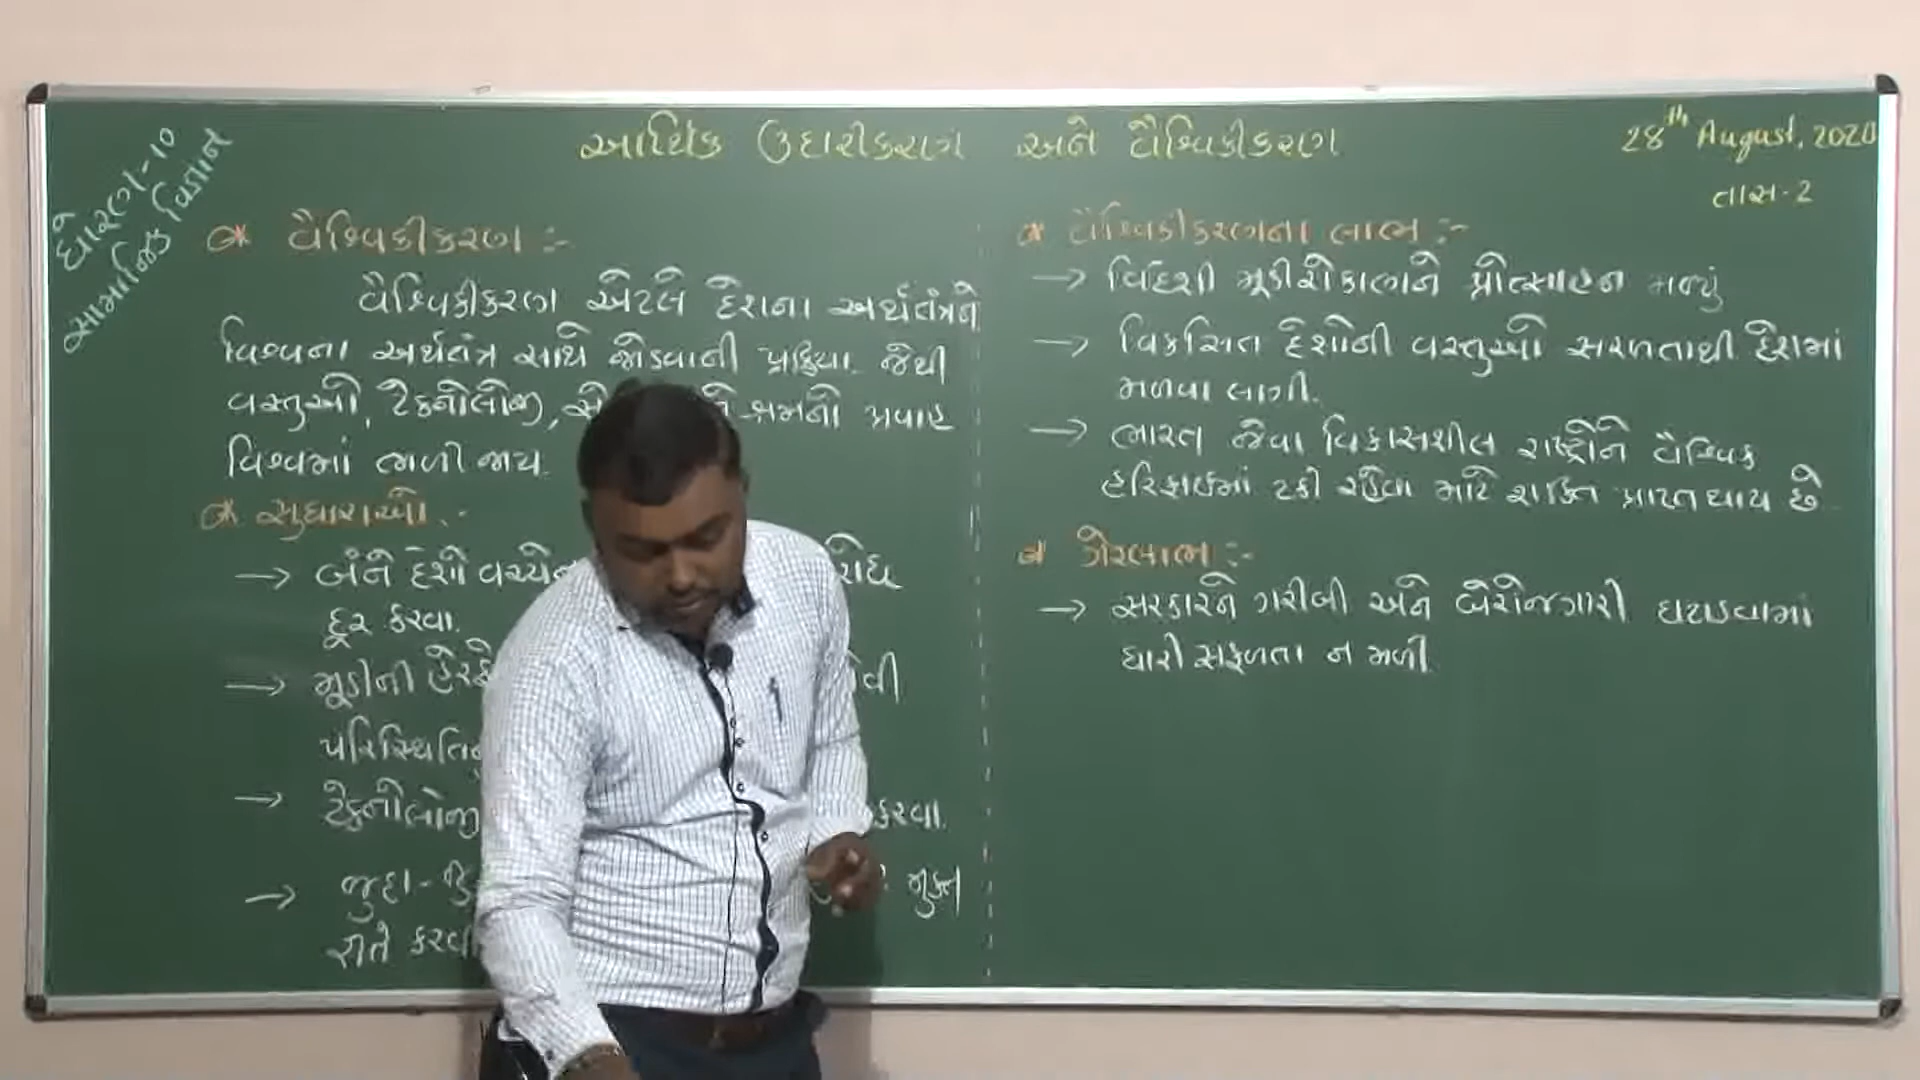 ધોરણ-10
સામાજિક વિજ્ઞાન
આર્થિક ઉદારીકરણ અને વૈશ્વિકીકરણ
28th August, 2020
તાસ-2
વૈશ્વિકીકરણ :-
વૈશ્વિકીકરણ એટલે દેશના અર્થતંત્રને
વિશ્વના અર્થતંત્ર સાથે જોડવાની પ્રક્રિયા. જેથી
વસ્તુઓ, ટેકનોલોજી, શ્રમનો પ્રવાહ
વિશ્વમાં ભળી જાય.
સુધારાઓ :-
→ બંને દેશો વચ્ચેના
દૂર કરવા.
→ મૂડીની
પરિસ્થિતિનું
→ ટેકનોલોજી કરવા.
→ જુદા- મુક્ત
રીતે કરવી
વૈશ્વિકીકરણના લાભ :-
→ વિદેશી મૂડીરોકાણને પ્રોત્સાહન મળ્યું
→ વિકસિત દેશોની વસ્તુઓ સરળતાથી દેશમાં
મળવા લાગી.
→ ભારત જેવા વિકાસશીલ રાષ્ટ્રોને વૈશ્વિક
હરિફાઈમાં ટકી રહેવા માટે શક્તિ પ્રાપ્ત થાય છે.
ગેરલાભ :-
→ સરકારને ગરીબી અને બેરોજગારી ઘટાડવામાં
ધારી સફળતા ન મળી.